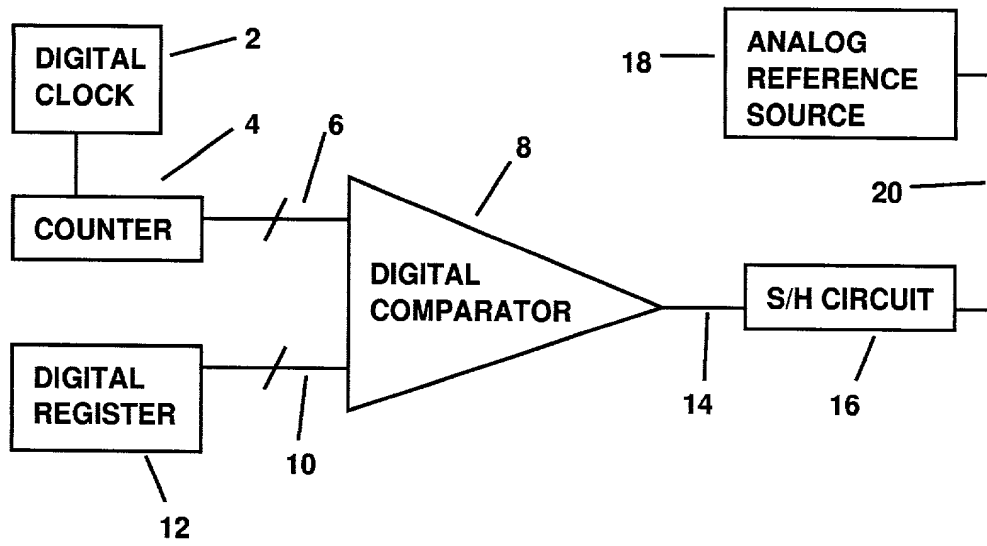 DIGITAL
CLOCK
2
18
ANALOG
REFERENCE
SOURCE
4
6
8
20
COUNTER
DIGITAL
COMPARATOR
S/H CIRCUIT
DIGITAL
REGISTER
10
14
16
12